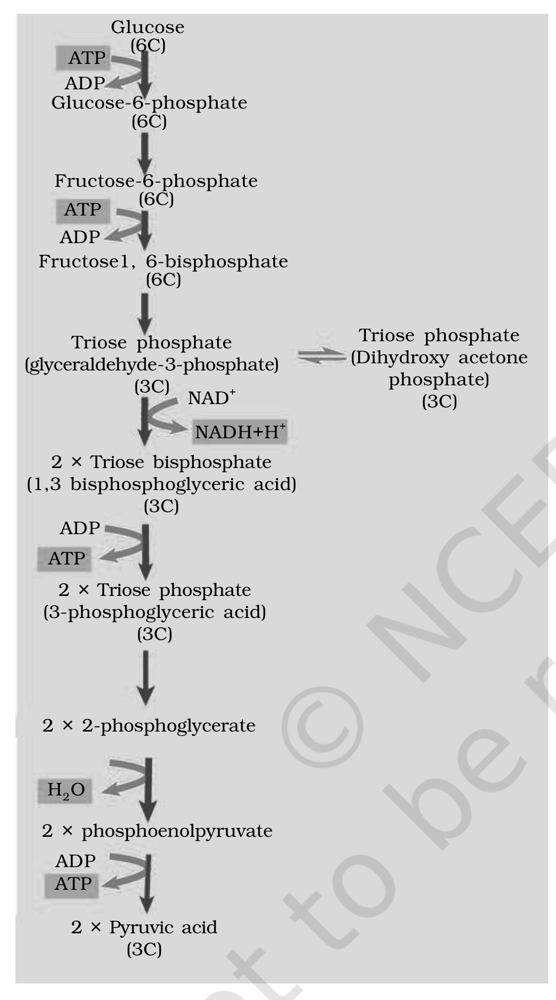 Glucose
(6C)
ATP
ADP
Glucose-6-phosphate
(6C)
Fructose-6-phosphate
(6C)
ATP
ADP
Fructose1, 6-bisphosphate
(6C)
Triose phosphate
(glyceraldehyde-3-phosphate)
(3C)
Triose phosphate
(Dihydroxy acetone
phosphate)
(3C)
NAD⁺
NADH+H⁺
2 × Triose bisphosphate
(1,3 bisphosphoglyceric acid)
(3C)
ADP
ATP
2 × Triose phosphate
(3-phosphoglyceric acid)
(3C)
2 × 2-phosphoglycerate
H₂O
2 × phosphoenolpyruvate
ADP
ATP
2 × Pyruvic acid
(3C)
© NCE
to be